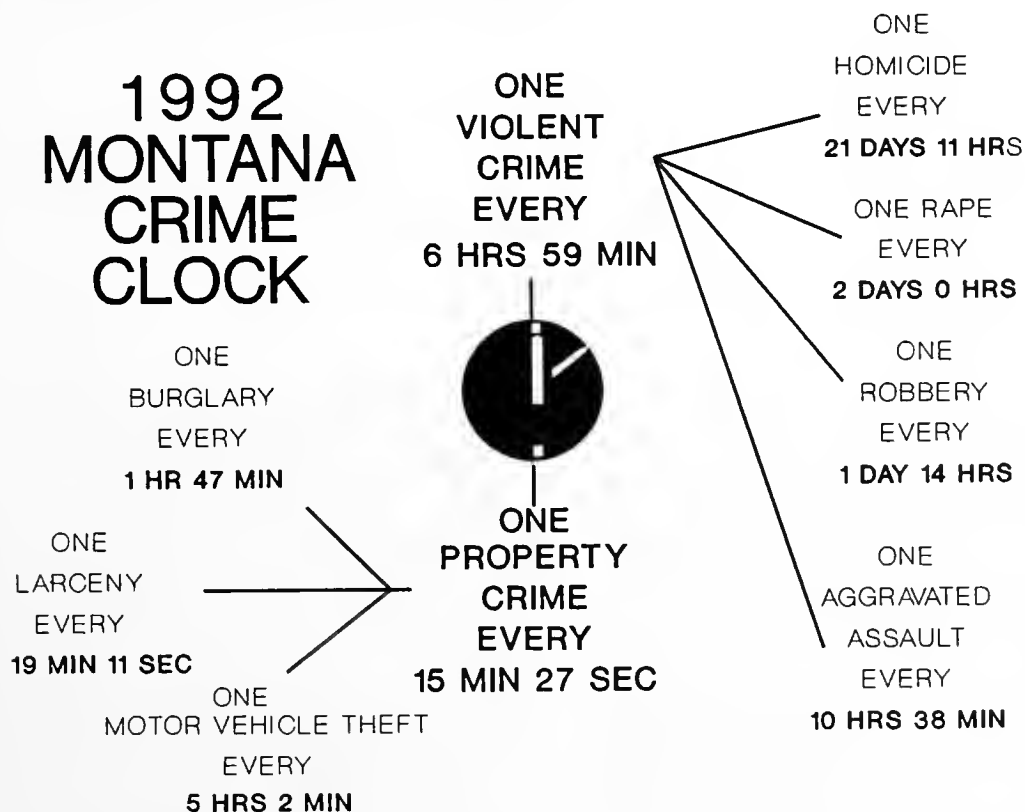 1992
MONTANA
CRIME
CLOCK
ONE
VIOLENT
CRIME
EVERY
6 HRS 59 MIN
ONE
HOMICIDE
EVERY
21 DAYS 11 HRS
ONE RAPE
EVERY
2 DAYS 0 HRS
ONE
ROBBERY
EVERY
1 DAY 14 HRS
ONE
AGGRAVATED
ASSAULT
EVERY
10 HRS 38 MIN
ONE
PROPERTY
CRIME
EVERY
15 MIN 27 SEC
ONE
BURGLARY
EVERY
1 HR 47 MIN
ONE
LARCENY
EVERY
19 MIN 11 SEC
ONE
MOTOR VEHICLE THEFT
EVERY
5 HRS 2 MIN